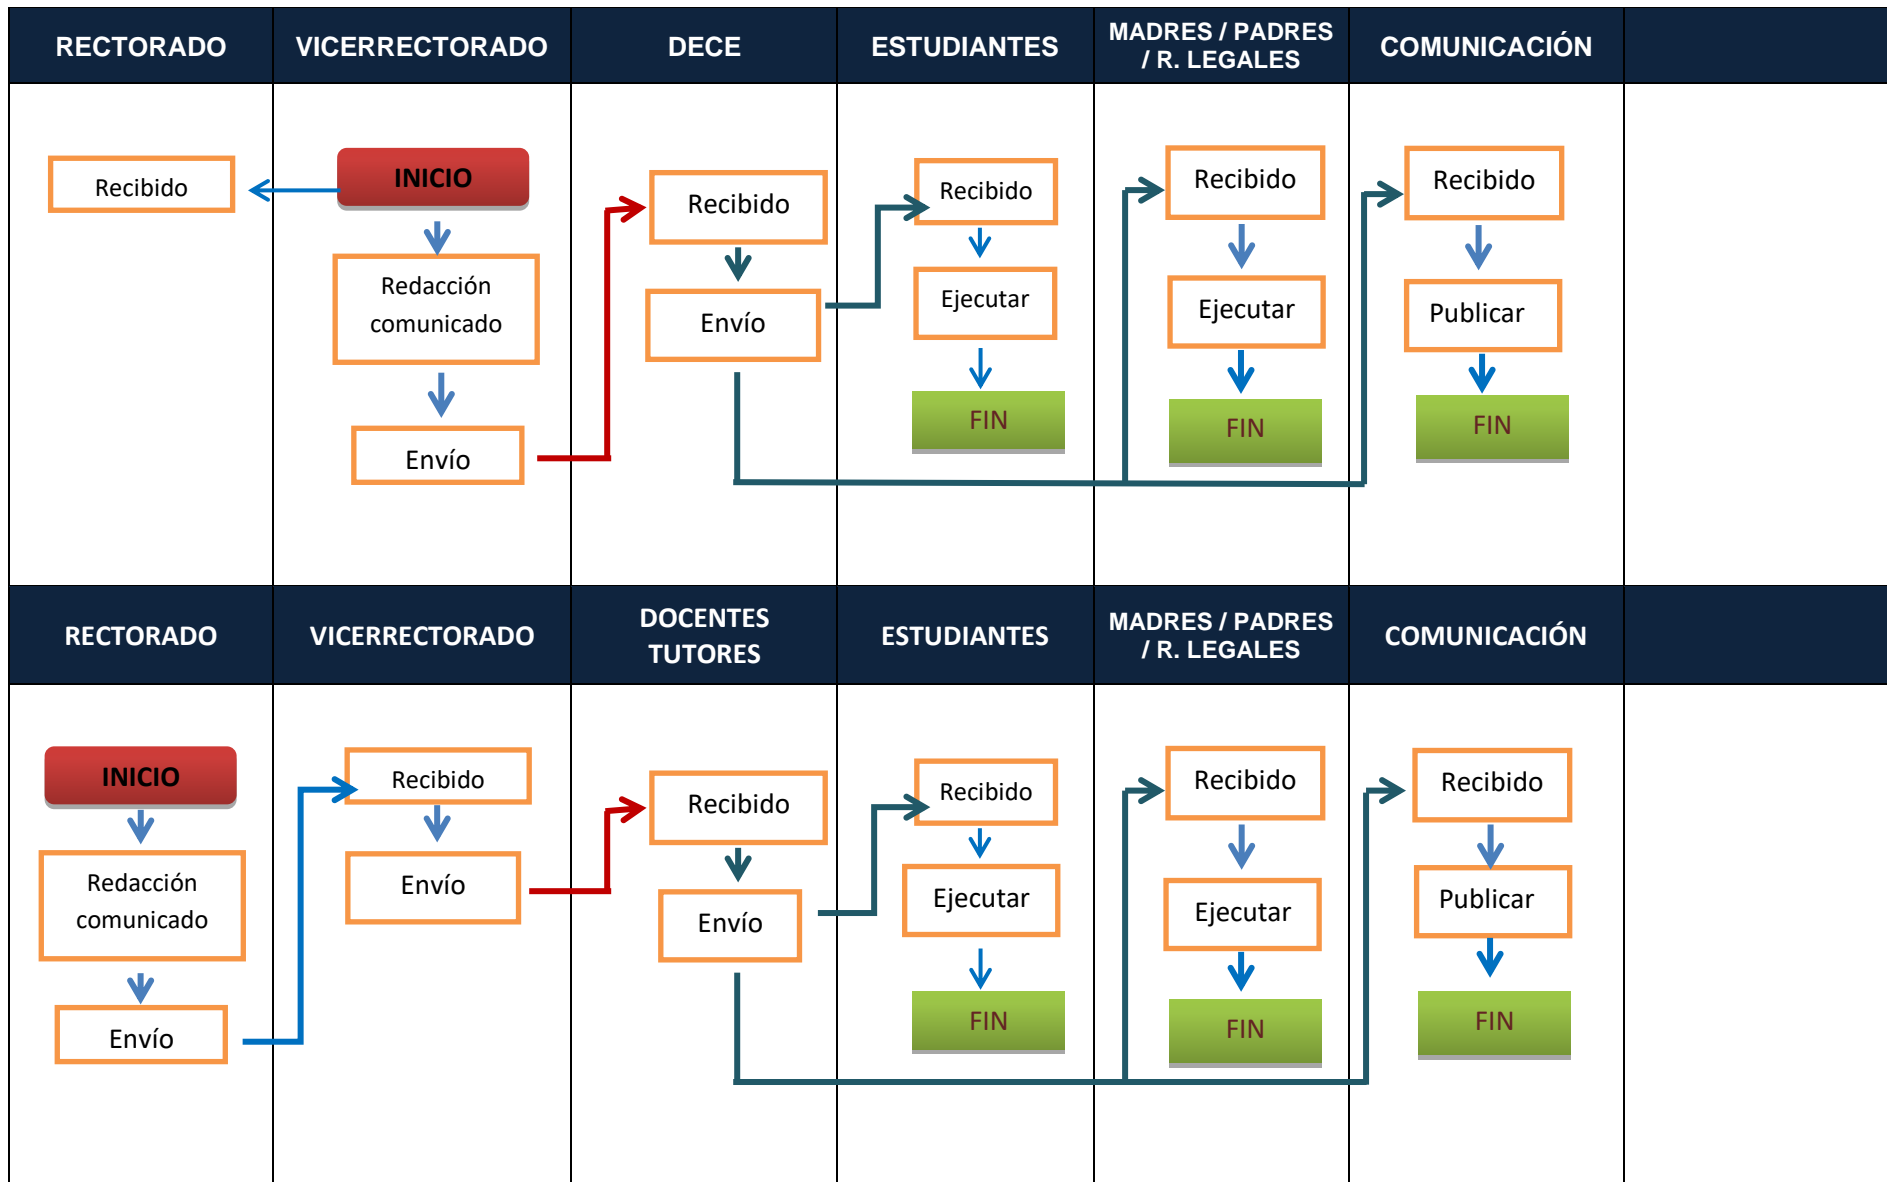 RECTORADO
VICERRECTORADO
DECE
ESTUDIANTES
MADRES / PADRES
/ R. LEGALES
COMUNICACIÓN
Recibido
INICIO
Redacción
comunicado
Envío
Recibido
Envío
Recibido
Ejecutar
FIN
Recibido
Ejecutar
FIN
Recibido
Publicar
FIN
RECTORADO
VICERRECTORADO
DOCENTES
TUTORES
ESTUDIANTES
MADRES / PADRES
/ R. LEGALES
COMUNICACIÓN
INICIO
Redacción
comunicado
Envío
Recibido
Envío
Recibido
Envío
Recibido
Ejecutar
FIN
Recibido
Ejecutar
FIN
Recibido
Publicar
FIN